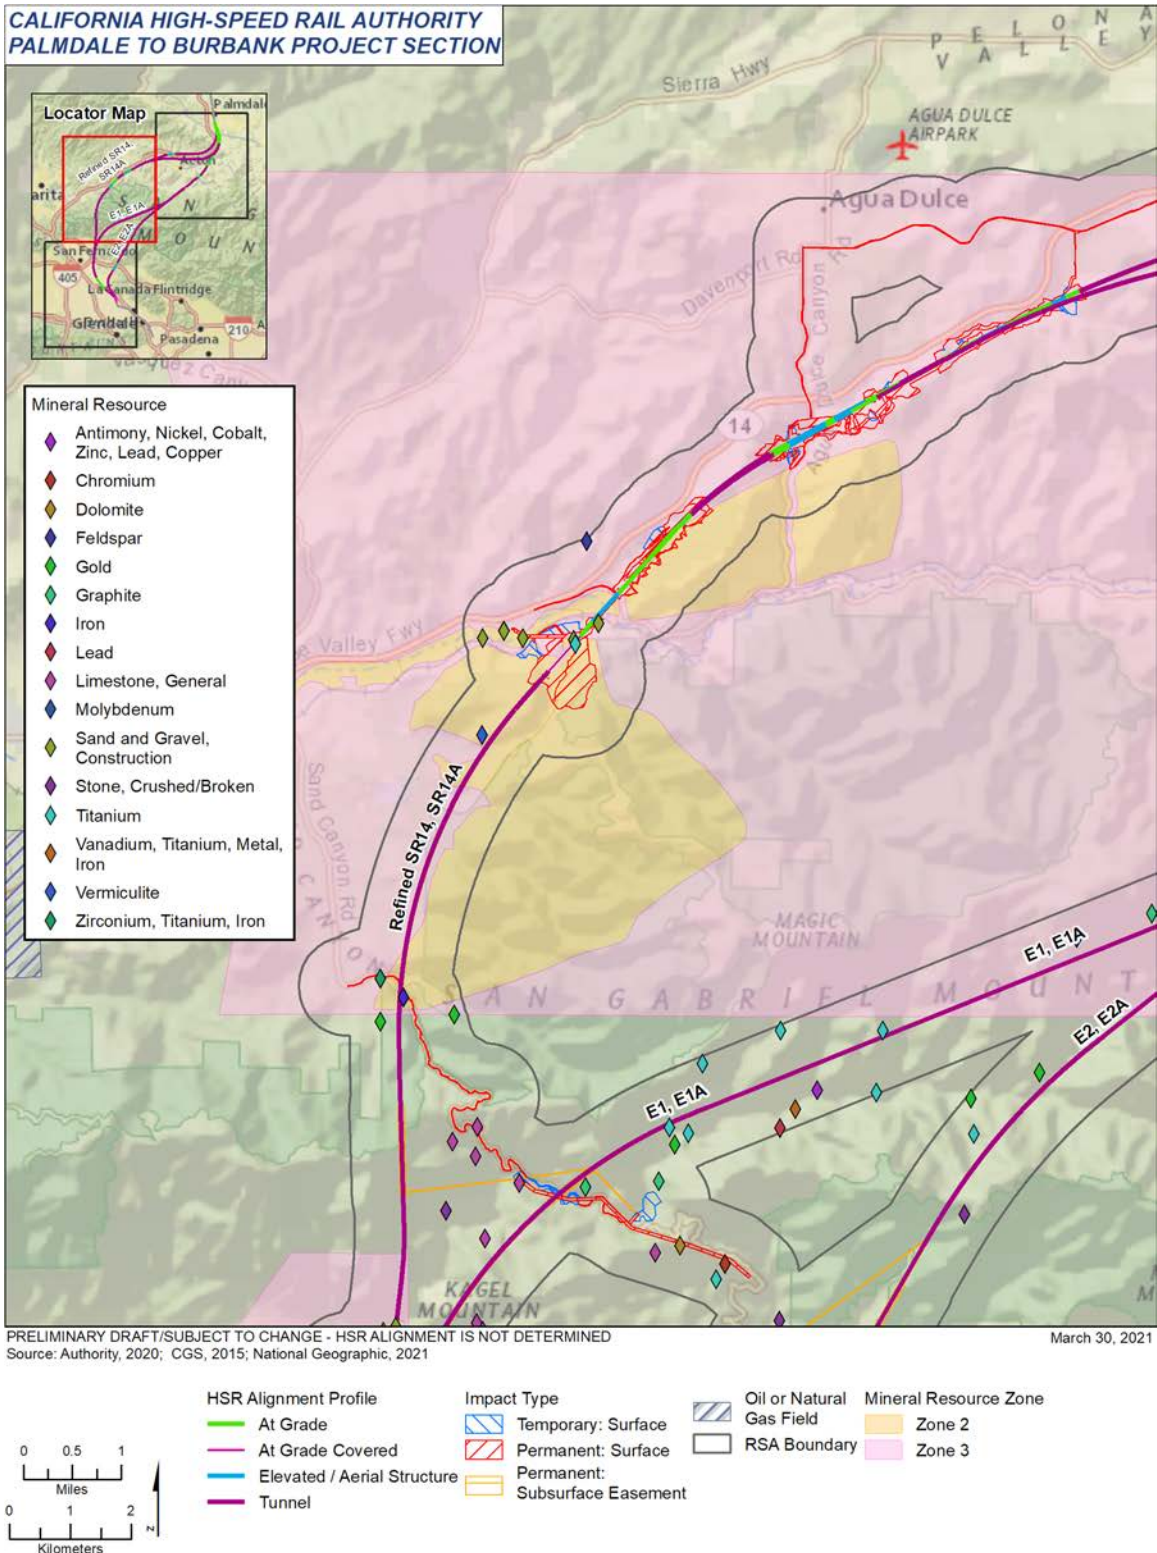 CALIFORNIA HIGH-SPEED RAIL AUTHORITY
PALMDALE TO BURBANK PROJECT SECTION
PELONA
VALLEY
Sierra Hwy
AGUA DULCE
AIRPARK
Locator Map
Palmdale
Refined SR14,
SR14A
Acton
arita
S A N G
E1, E1A
E2, E2A
M O U N
San Fernando
405
La Canada Flintridge
Glendale
210
Pasadena
Agua Dulce
Davenport Rd
Agua Dulce Canyon Rd
Vasquez Can
14
Mineral Resource
Antimony, Nickel, Cobalt,
Zinc, Lead, Copper
Chromium
Dolomite
Feldspar
Gold
Graphite
Iron
Lead
Limestone, General
Molybdenum
Sand and Gravel,
Construction
Stone, Crushed/Broken
Titanium
Vanadium, Titanium, Metal,
Iron
Vermiculite
Zirconium, Titanium, Iron
Valley Fwy
Sand Canyon Rd
Refined SR14, SR14A
CANYON
MAGIC
MOUNTAIN
E1, E1A
SAN GABRIEL MOUNT
E2, E2A
E1, E1A
KAGEL
MOUNTAIN
M
PRELIMINARY DRAFT/SUBJECT TO CHANGE - HSR ALIGNMENT IS NOT DETERMINED
March 30, 2021
Source: Authority, 2020; CGS, 2015; National Geographic, 2021
HSR Alignment Profile
At Grade
At Grade Covered
Elevated / Aerial Structure
Tunnel
Impact Type
Temporary: Surface
Permanent: Surface
Permanent:
Subsurface Easement
Oil or Natural
Gas Field
RSA Boundary
Mineral Resource Zone
Zone 2
Zone 3
0 0.5 1
Miles
0 1 2
Kilometers
N